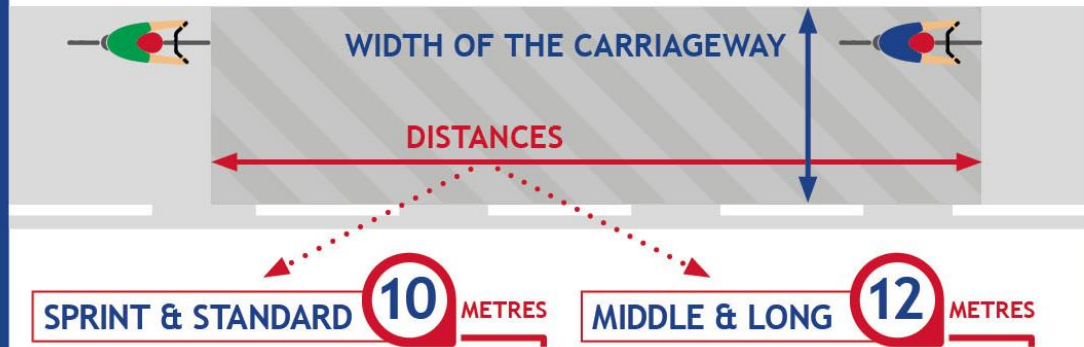 WIDTH OF THE CARRIAGEWAY
DISTANCES
SPRINT & STANDARD 10 METRES
MIDDLE & LONG 12 METRES